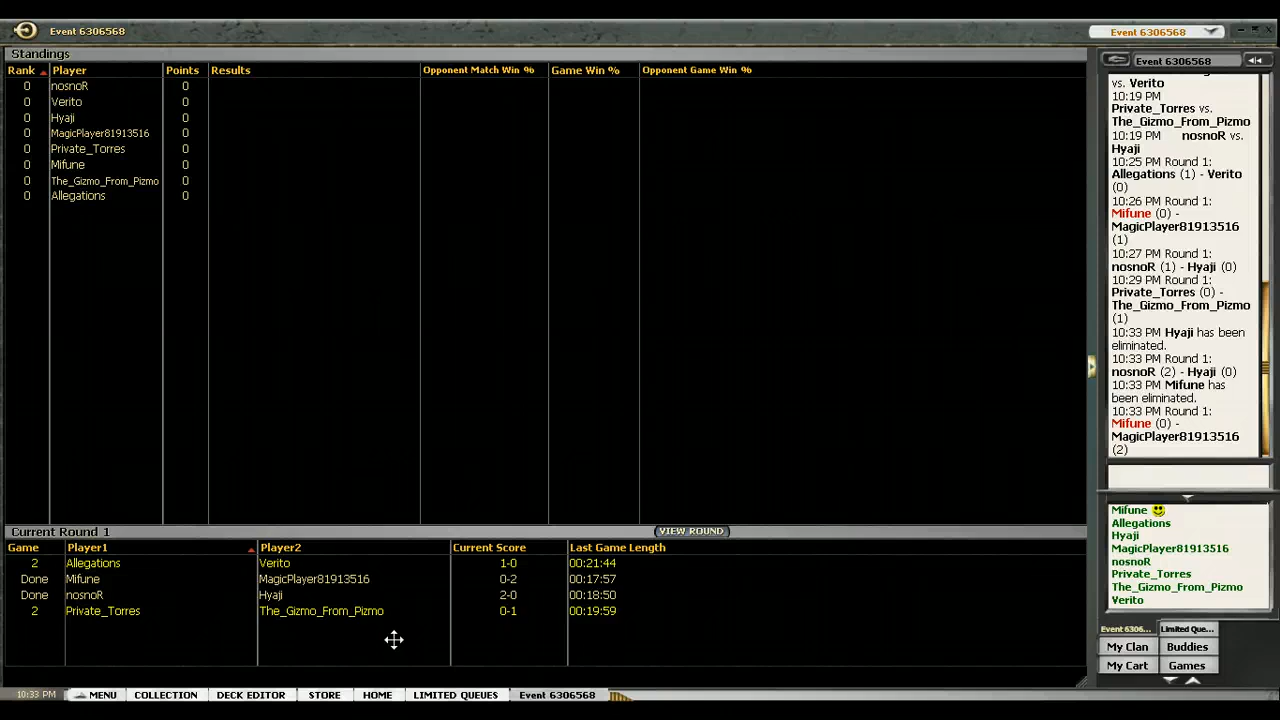 Event 6306568
Event 6306568
Standings
Rank Player Points Results Opponent Match Win % Game Win % Opponent Game Win %
0 nosnoR 0
0 Verito 0
0 Hyaji 0
0 MagicPlayer81913516 0
0 Private_Torres 0
0 Mifune 0
0 The_Gizmo_From_Pizmo 0
0 Allegations 0
Current Round 1 VIEW ROUND
Game Player1 Player2 Current Score Last Game Length
2 Allegations Verito 1-0 00:21:44
Done Mifune MagicPlayer81913516 0-2 00:17:57
Done nosnoR Hyaji 2-0 00:18:50
2 Private_Torres The_Gizmo_From_Pizmo 0-1 00:19:59
Event 6306568
vs. Verito
10:19 PM
Private_Torres vs.
The_Gizmo_From_Pizmo
10:19 PM nosnoR vs.
Hyaji
10:25 PM Round 1:
Allegations (1) - Verito
(0)
10:26 PM Round 1:
Mifune (0) -
MagicPlayer81913516
(1)
10:27 PM Round 1:
nosnoR (1) - Hyaji (0)
10:29 PM Round 1:
Private_Torres (0) -
The_Gizmo_From_Pizmo
(1)
10:33 PM Hyaji has been
eliminated.
10:33 PM Round 1:
nosnoR (2) - Hyaji (0)
10:33 PM Mifune has
been eliminated.
10:33 PM Round 1:
Mifune (0) -
MagicPlayer81913516
(2)
Mifune
Allegations
Hyaji
MagicPlayer81913516
nosnoR
Private_Torres
The_Gizmo_From_Pizmo
Verito
Event 6306... Limited Que...
My Clan Buddies
My Cart Games
10:33 PM MENU COLLECTION DECK EDITOR STORE HOME LIMITED QUEUES Event 6306568